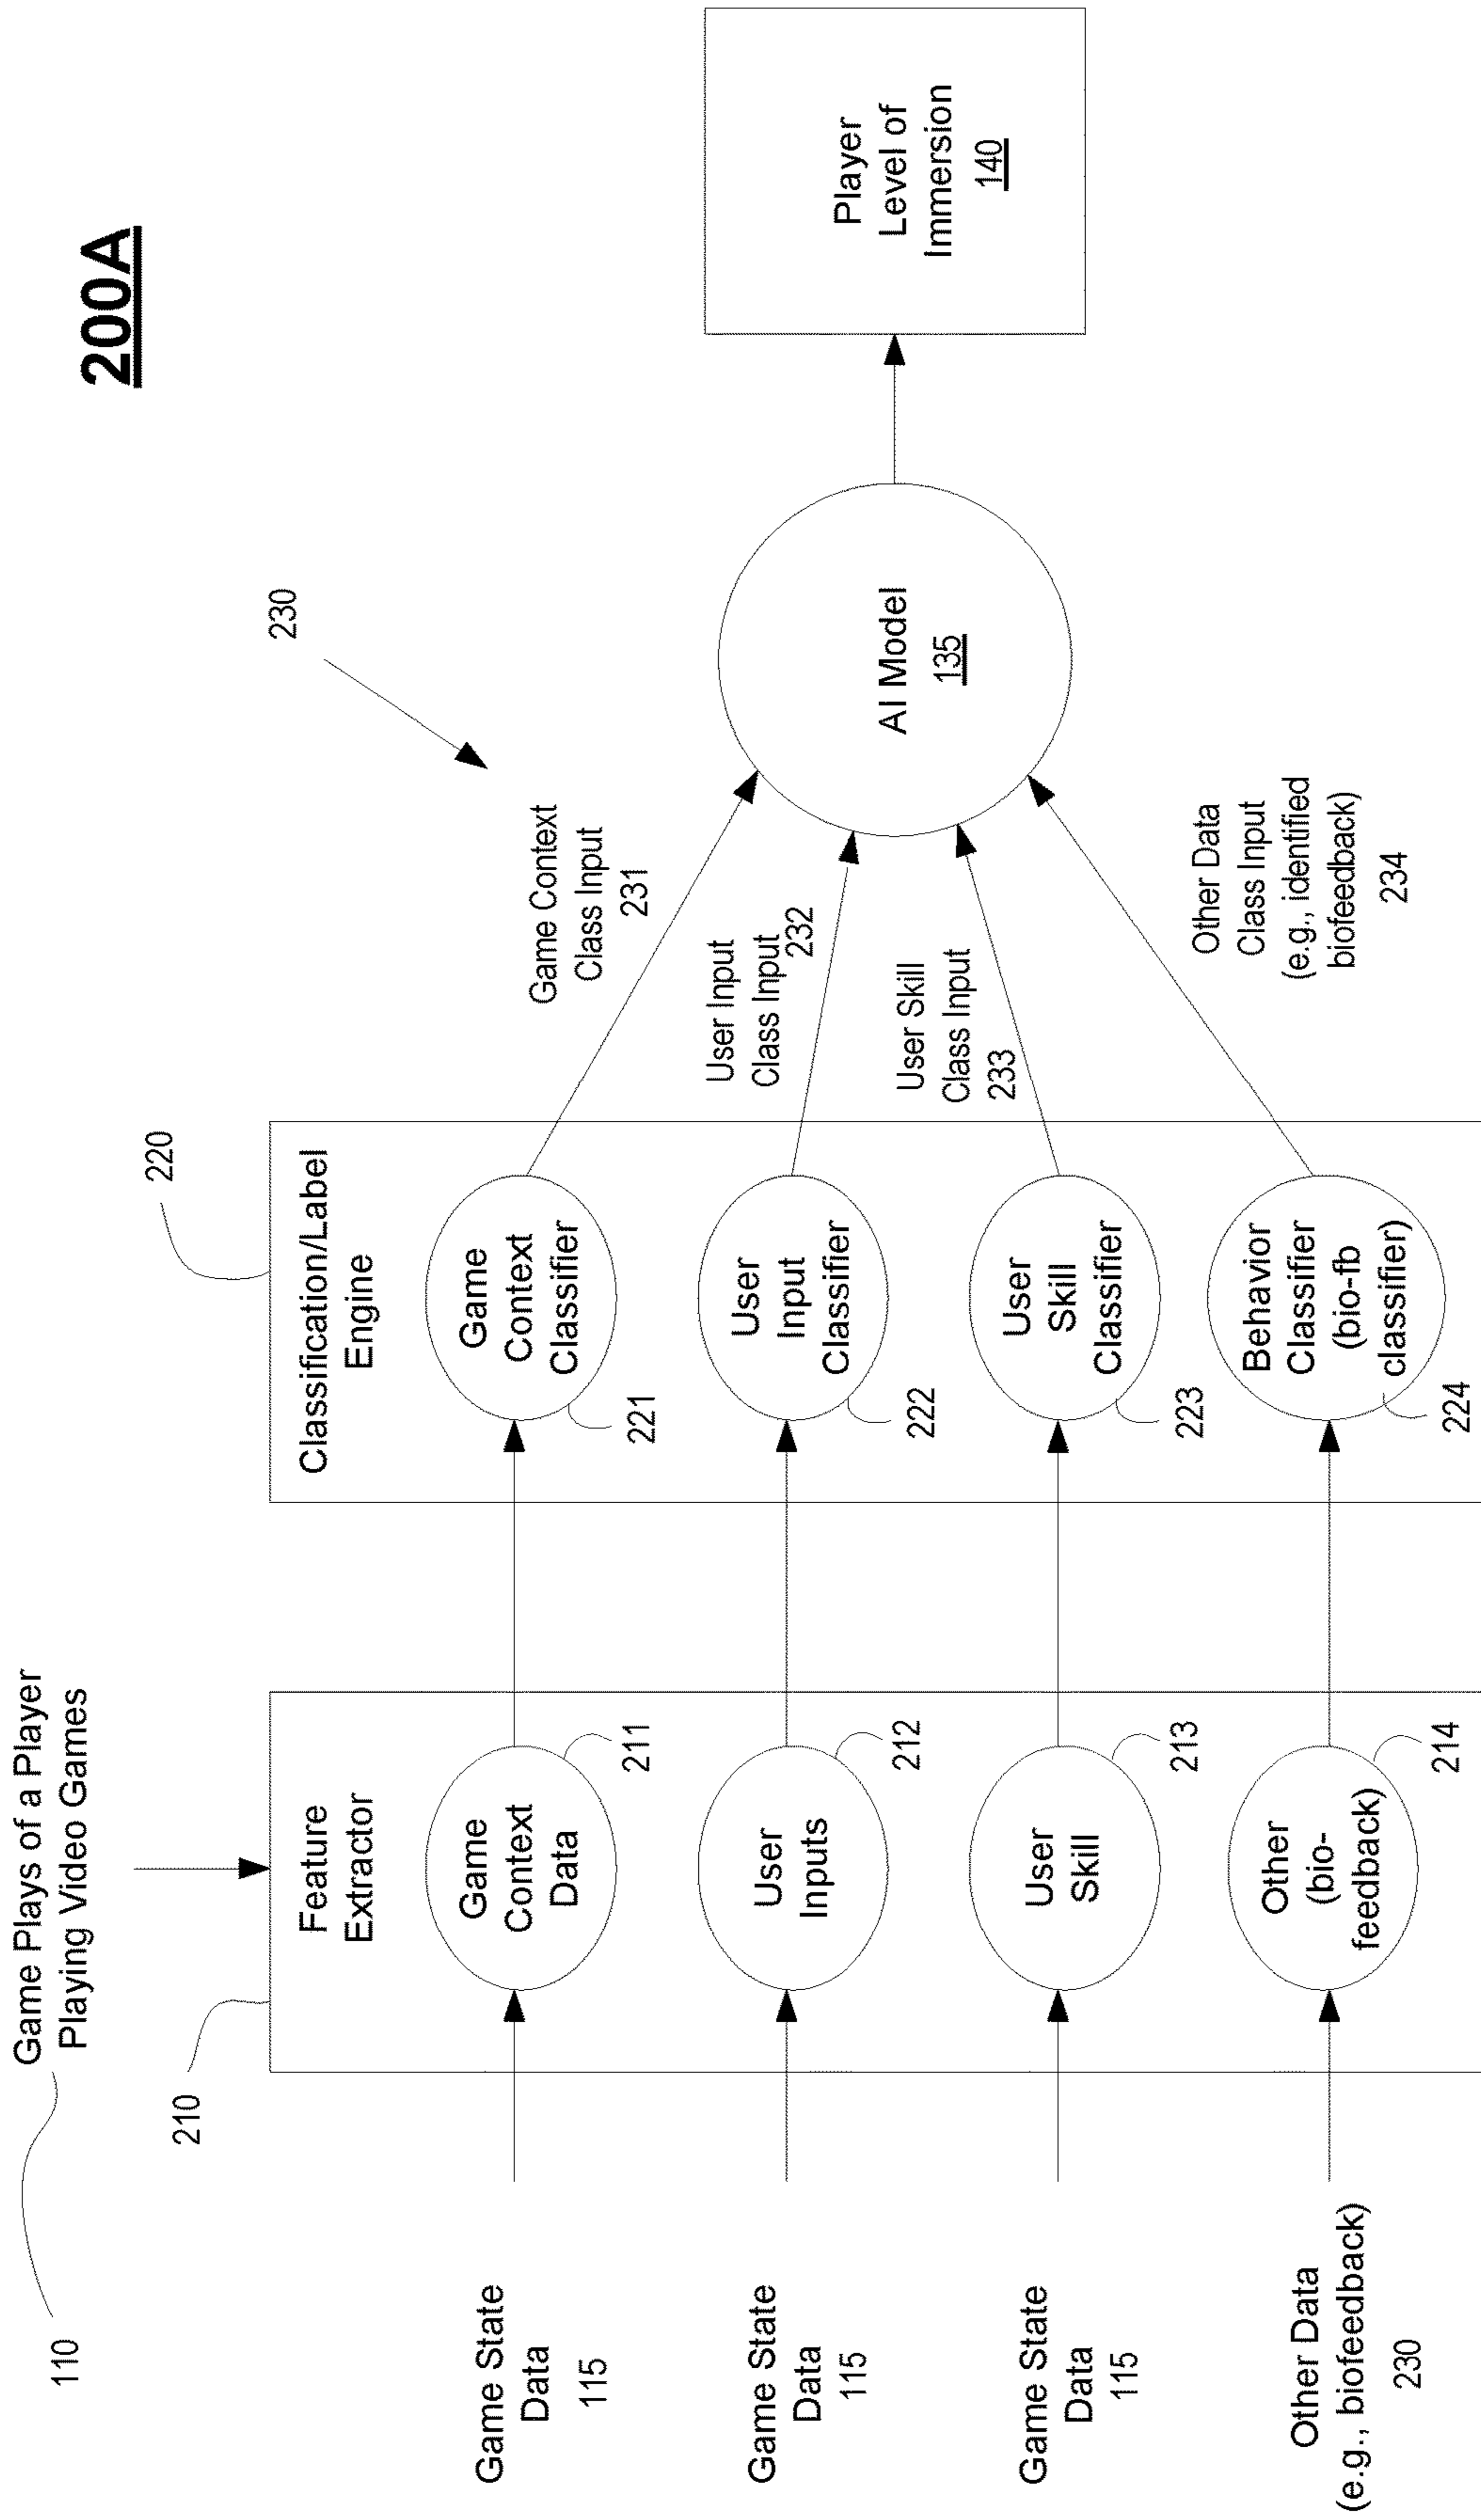 200A
Game Plays of a Player
Playing Video Games
110
210
220
230
Feature
Extractor
Classification/Label
Engine
Game State
Data
115
Game
Context
Data
211
Game
Context
Classifier
221
Game Context
Class Input
231
Game State
Data
115
User
Inputs
212
User
Input
Classifier
222
User Input
Class Input
232
Game State
Data
115
User
Skill
213
User
Skill
Classifier
223
User Skill
Class Input
233
Other Data
(e.g., biofeedback)
230
Other
(bio-
feedback)
214
Behavior
Classifier
(bio-fb
classifier)
224
Other Data
Class Input
(e.g., identified
biofeedback)
234
AI Model
135
Player
Level of
Immersion
140